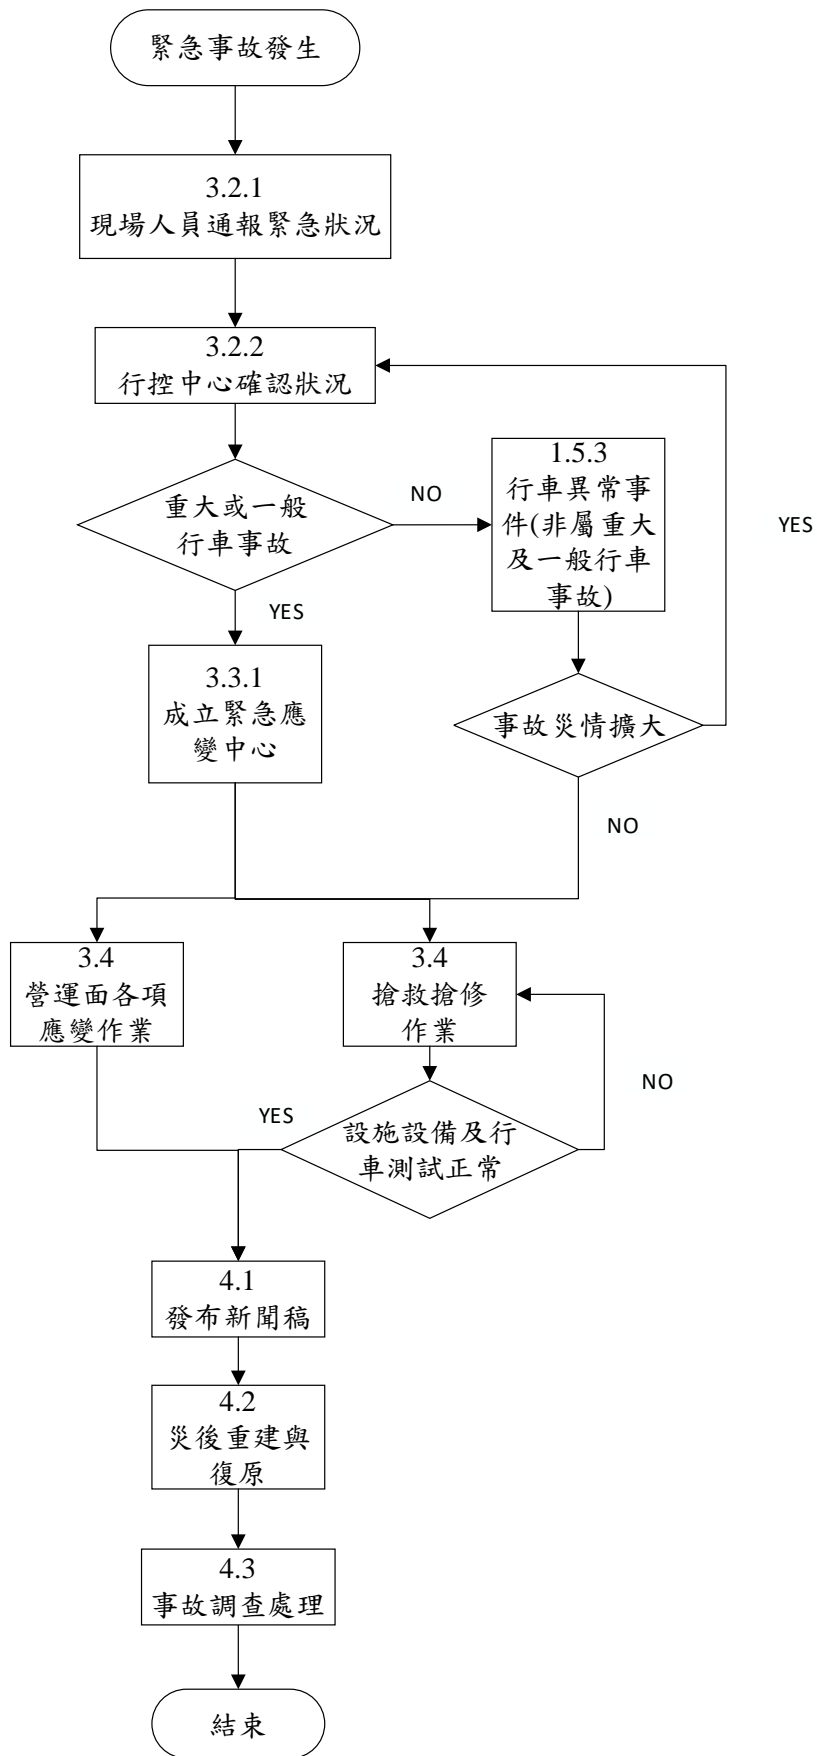 緊急事故發生
3.2.1
現場人員通報緊急狀況
3.2.2
行控中心確認狀況
重大或一般
行車事故
NO
1.5.3
行車異常事
件(非屬重大
及一般行車
事故)
YES
YES
3.3.1
成立緊急應
變中心
事故災情擴大
NO
3.4
營運面各項
應變作業
3.4
搶救搶修
作業
NO
YES
設施設備及行
車測試正常
4.1
發布新聞稿
4.2
災後重建與
復原
4.3
事故調查處理
結束